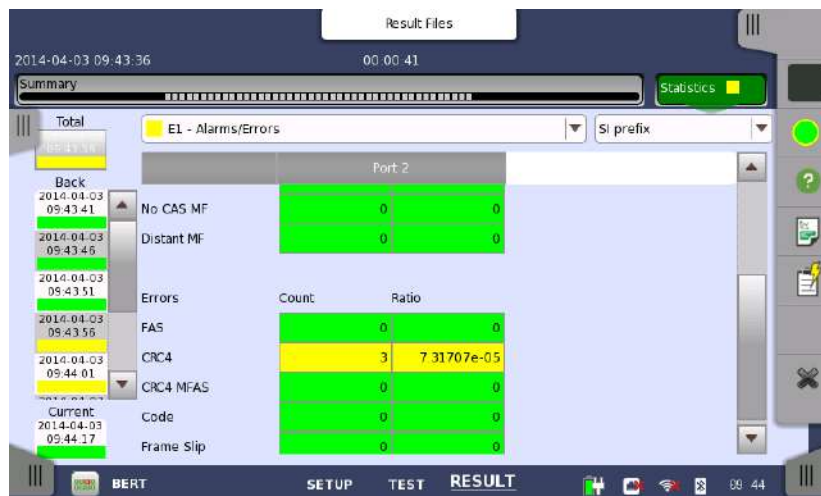 Result Files
2014-04-03 09:43:36 00:00:41
Summary
Statistics
Total
E1 - Alarms/Errors
SI prefix
Port 2
Back
2014-04-03
09:43:41
No CAS MF 0 0
2014-04-03
09:43:46
Distant MF 0 0
2014-04-03
09:43:51
Errors Count Ratio
2014-04-03
09:43:56
FAS 0 0
2014-04-03
09:44:01
CRC4 3 7.31707e-05
CRC4 MFAS 0 0
Current
2014-04-03
09:44:17
Code 0 0
Frame Slip 0 0
BERT SETUP TEST RESULT 09:44